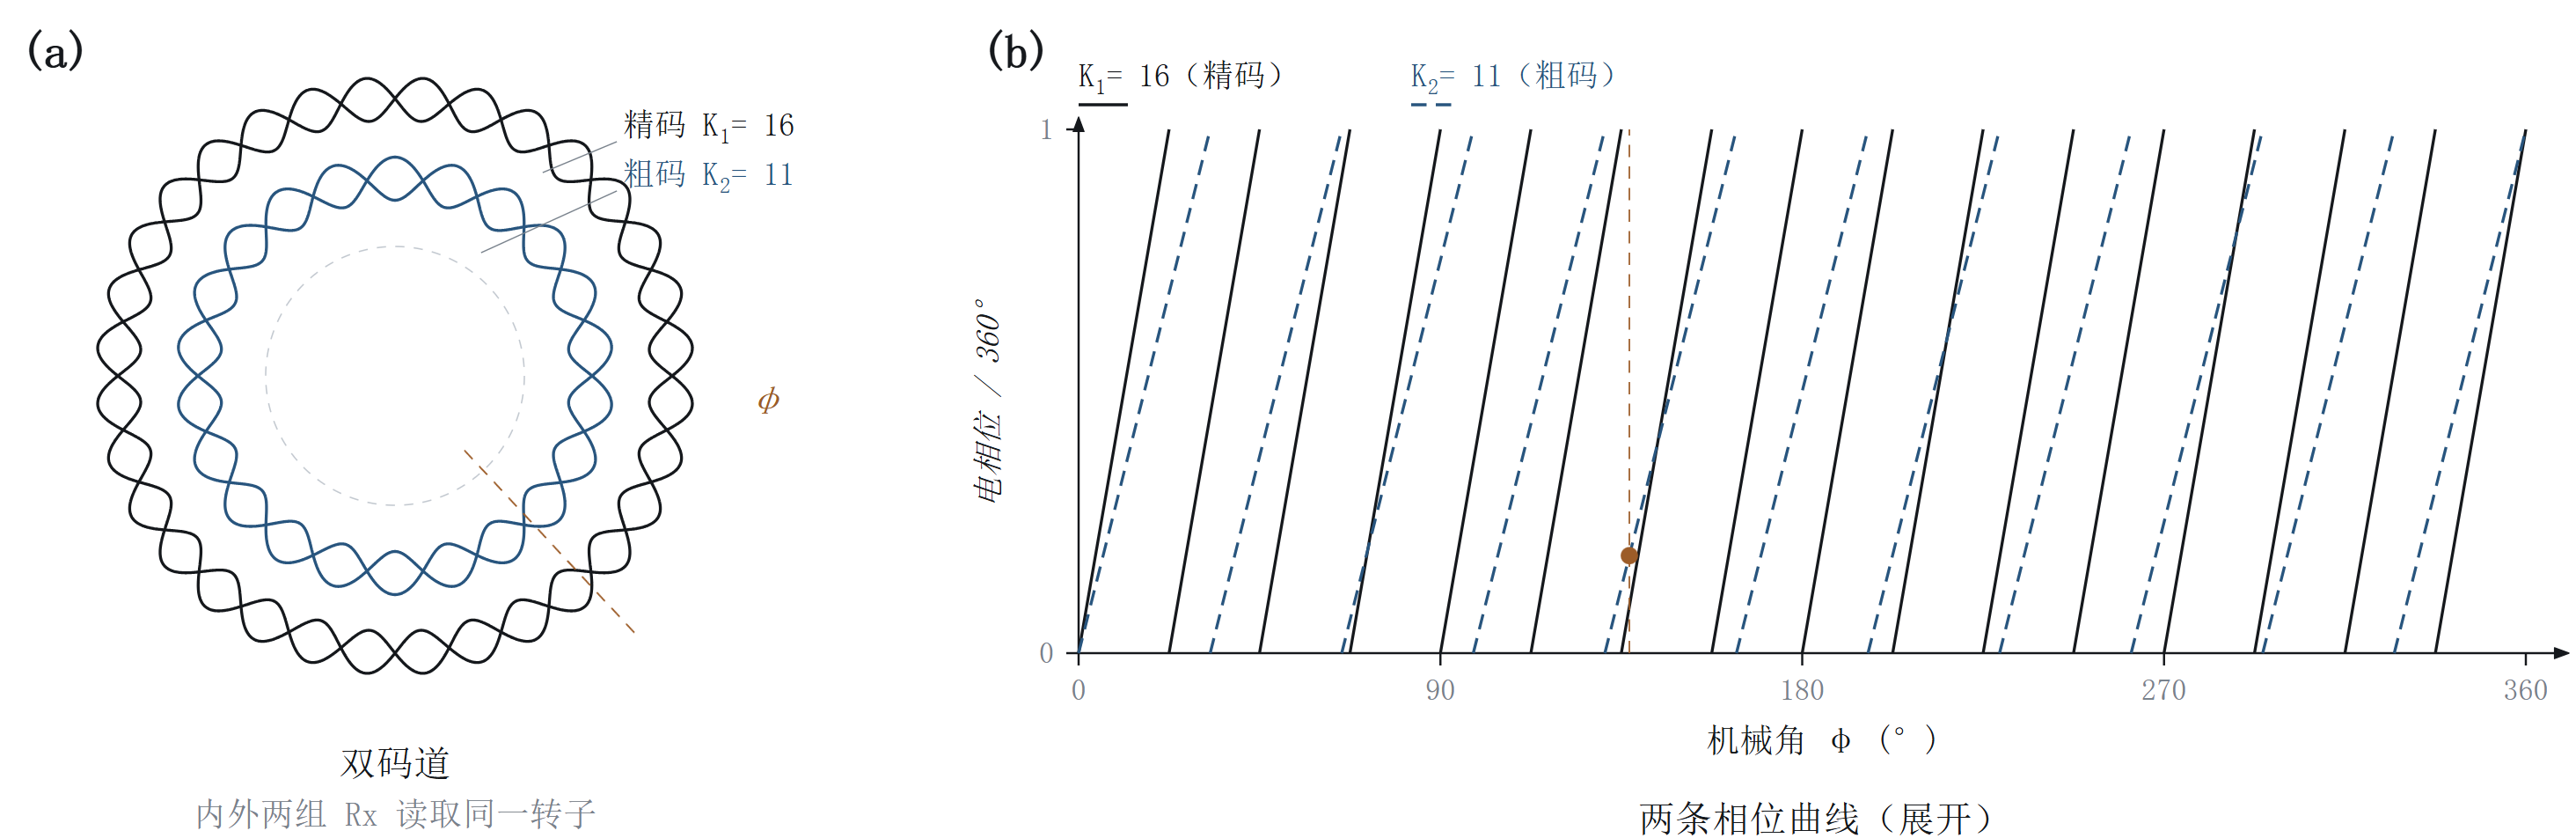 (a)
精码 K₁= 16
粗码 K₂= 11
ϕ
双码道
内外两组 Rx 读取同一转子
(b)
K₁= 16（精码）
K₂= 11（粗码）
1
0
电相位 / 360°
0 90 180 270 360
机械角 ϕ (°)
两条相位曲线（展开）